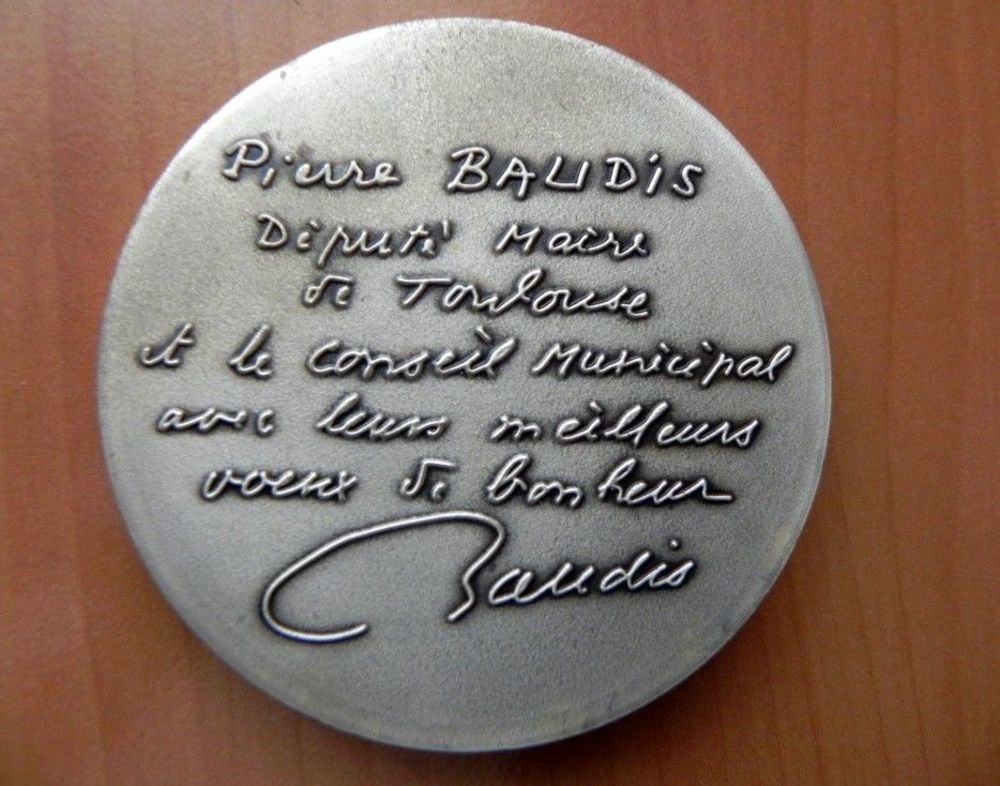 Pierre BAUDiS
Député Maire
de Toulouse
et le Conseil Municipal
avec leurs meilleurs
voeux de bonheur
Baudis